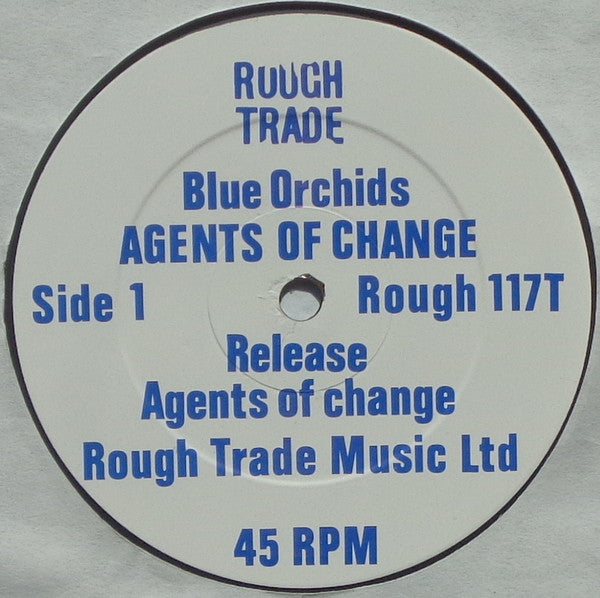 ROUGH
TRADE
Blue Orchids
AGENTS OF CHANGE
Side 1 Rough 117T
Release
Agents of change
Rough Trade Music Ltd
45 RPM